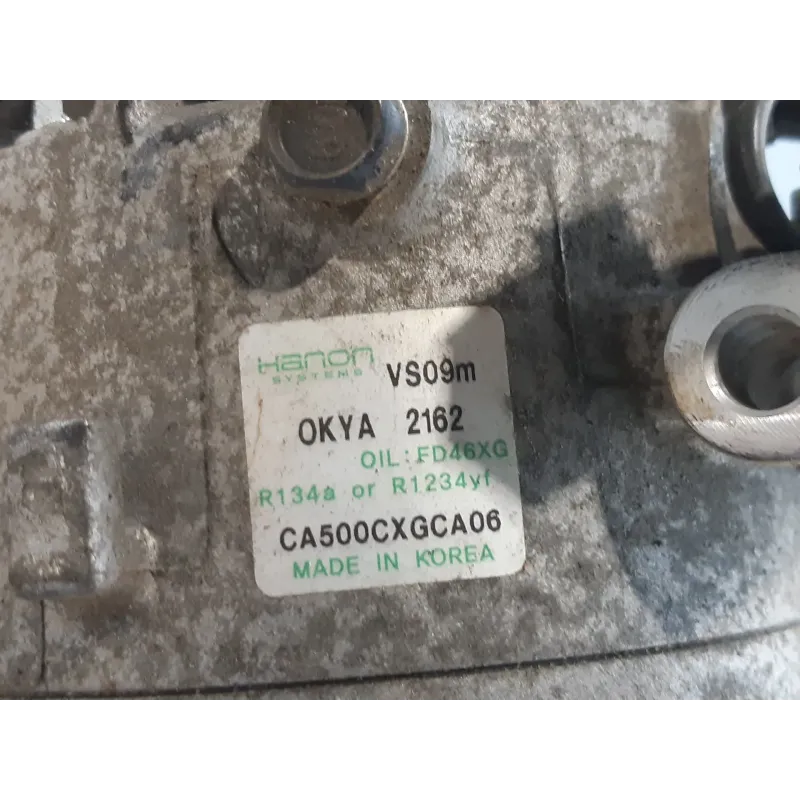 Hanon
SYSTEMS
VS09m
OKYA 2162
OIL:FD46XG
R134a or R1234yf
CA500CXGCA06
MADE IN KOREA